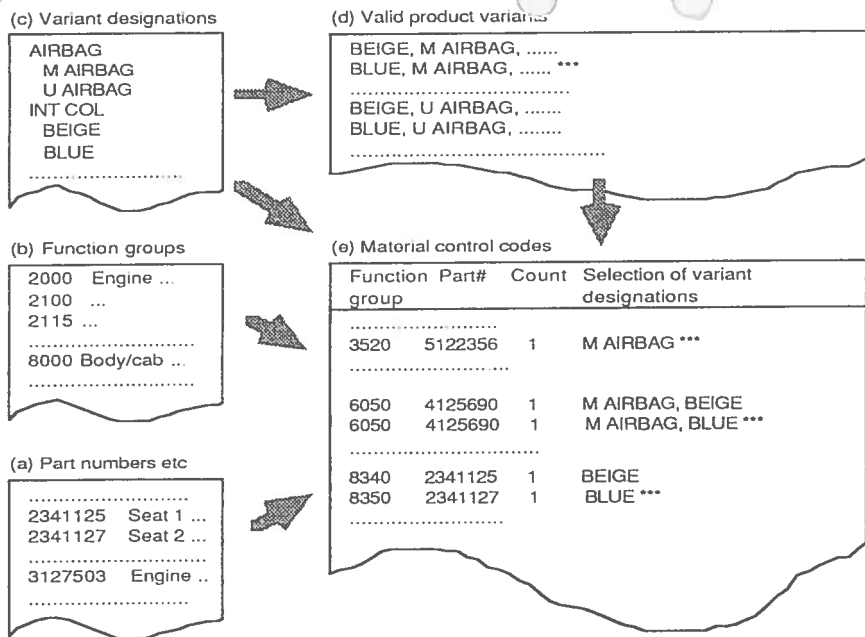 (c) Variant designations
AIRBAG
M AIRBAG
U AIRBAG
INT COL
BEIGE
BLUE
..........................
(d) Valid product variants
BEIGE, M AIRBAG, ......
BLUE, M AIRBAG, ...... ***
....................................
BEIGE, U AIRBAG, .......
BLUE, U AIRBAG, ........
..........................................
(b) Function groups
2000 Engine ...
2100 ...
2115 ...
............................
8000 Body/cab ...
............................
(a) Part numbers etc
..........................
2341125 Seat 1 ...
2341127 Seat 2 ...
..............................
3127503 Engine ..
..........................
(e) Material control codes
Function Part# Count Selection of variant
group designations
........................
3520 5122356 1 M AIRBAG ***
..........................
6050 4125690 1 M AIRBAG, BEIGE
6050 4125690 1 M AIRBAG, BLUE ***
...............................
8340 2341125 1 BEIGE
8350 2341127 1 BLUE ***
.........................